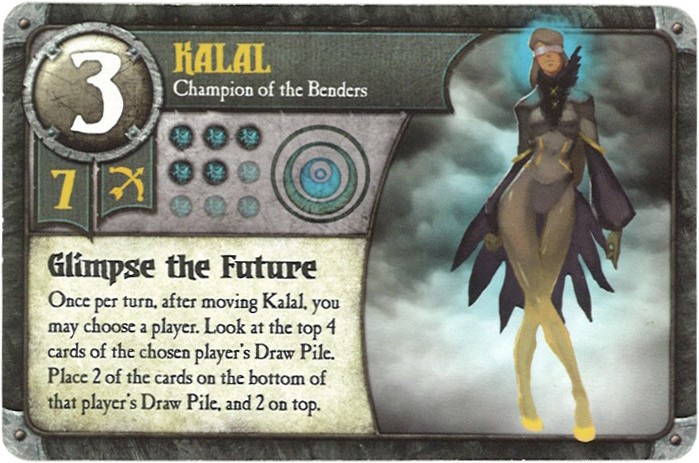 3
KALAL
Champion of the Benders
7
Glimpse the Future
Once per turn, after moving Kalal, you
may choose a player. Look at the top 4
cards of the chosen player's Draw Pile.
Place 2 of the cards on the bottom of
that player's Draw Pile, and 2 on top.